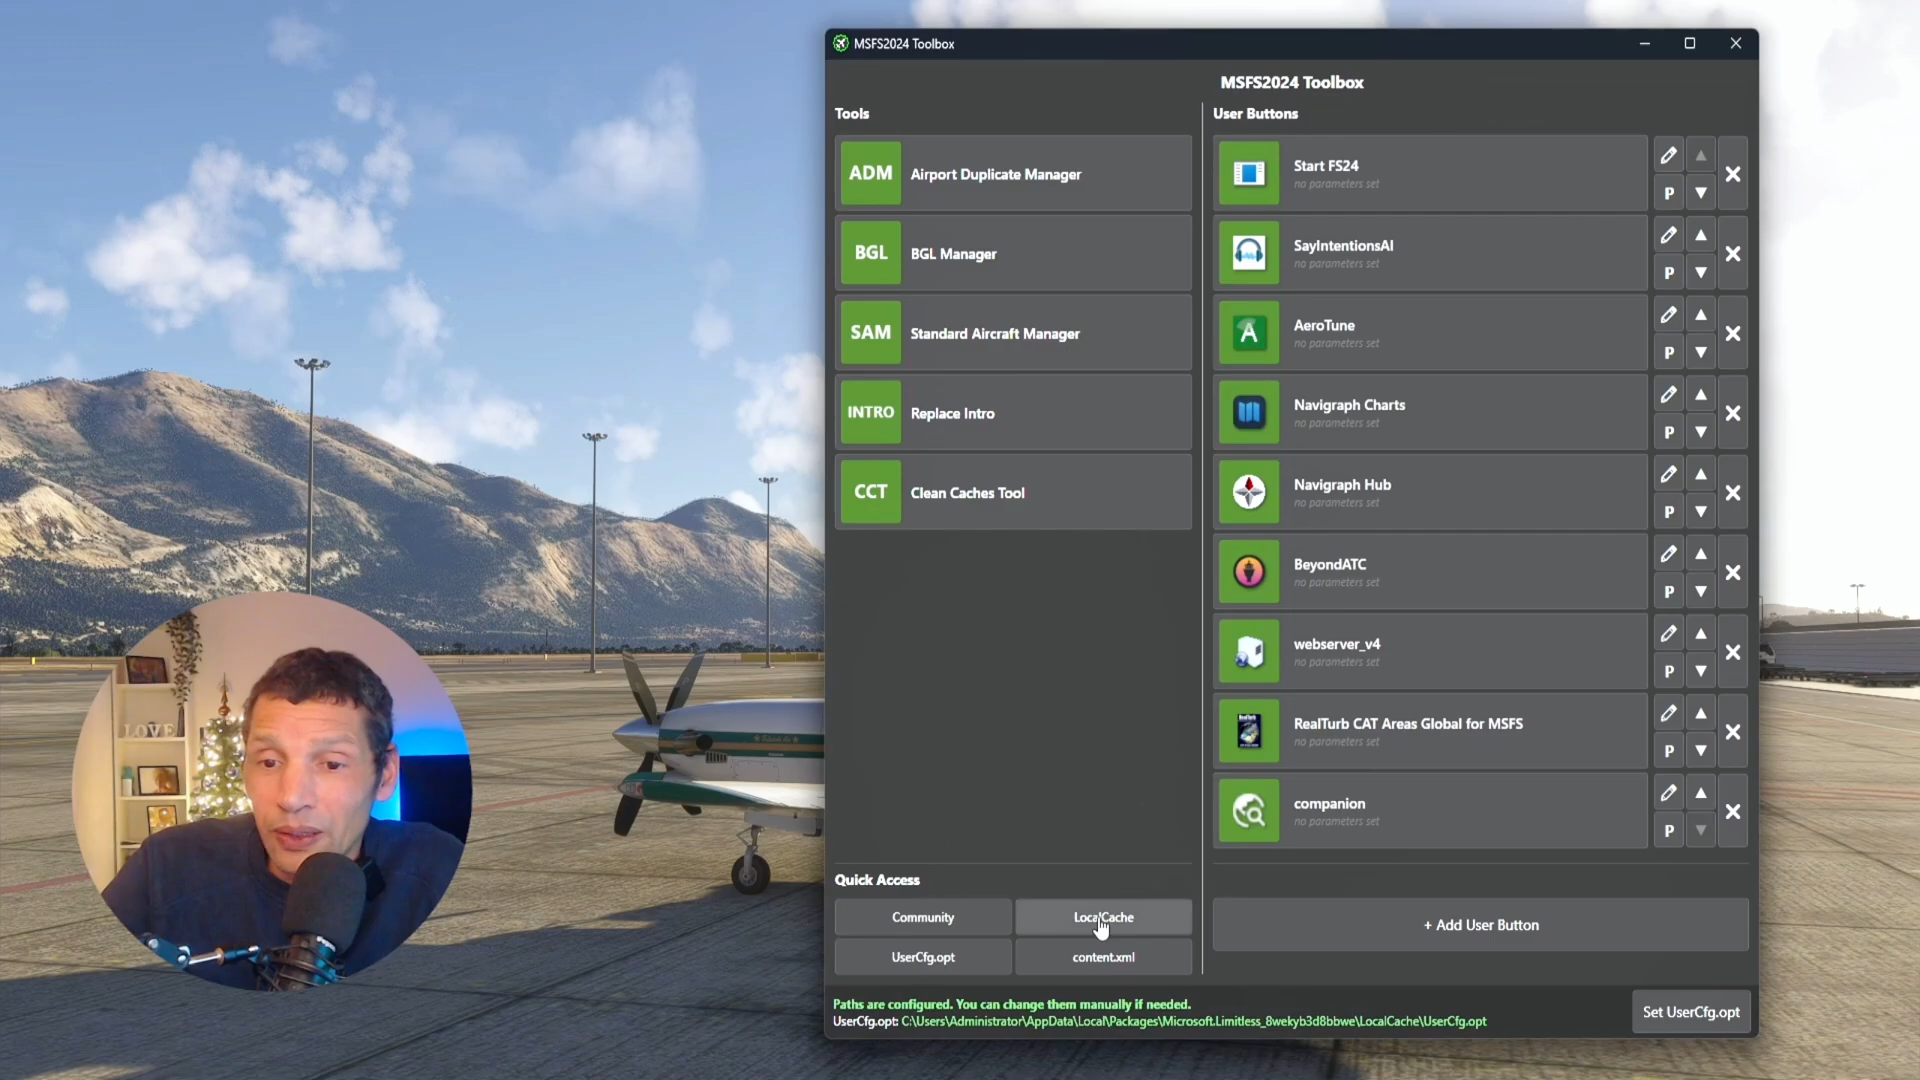 MSFS2024 Toolbox
MSFS2024 Toolbox
Tools
ADM
Airport Duplicate Manager
BGL
BGL Manager
SAM
Standard Aircraft Manager
INTRO
Replace Intro
CCT
Clean Caches Tool
Quick Access
Community
LocalCache
UserCfg.opt
content.xml
User Buttons
Start FS24
no parameters set
P
SayIntentionsAI
no parameters set
P
A
AeroTune
no parameters set
P
Navigraph Charts
no parameters set
P
Navigraph Hub
no parameters set
P
BeyondATC
no parameters set
P
webserver_v4
no parameters set
P
RealTurb CAT Areas Global for MSFS
no parameters set
P
companion
no parameters set
P
+ Add User Button
Paths are configured. You can change them manually if needed.
UserCfg.opt: C:\Users\Administrator\AppData\Local\Packages\Microsoft.Limitless_8wekyb3d8bbwe\LocalCache\UserCfg.opt
Set UserCfg.opt
LOVE